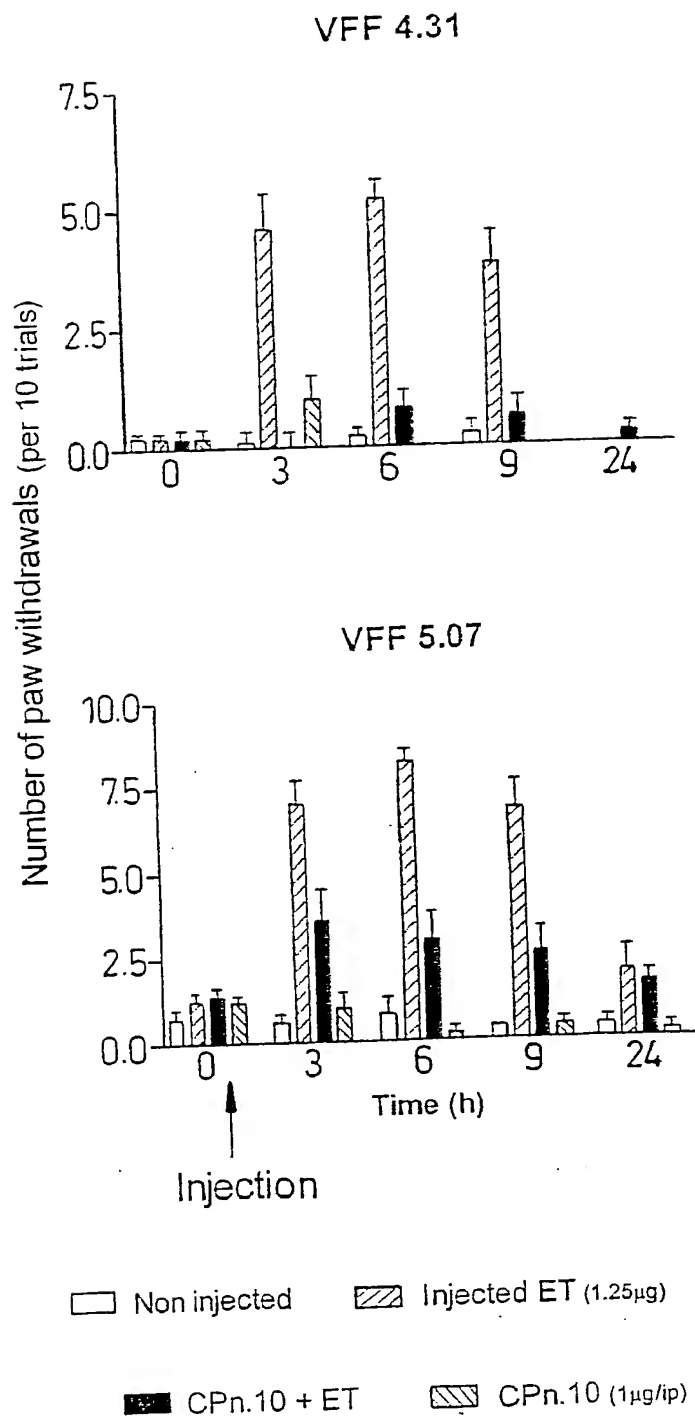 VFF 4.31
Number of paw withdrawals (per 10 trials)
7.5
5.0
2.5
0.0
0 3 6 9 24
VFF 5.07
10.0
7.5
5.0
2.5
0.0
0 3 6 9 24
Time (h)
Injection
Non injected Injected ET (1.25µg)
CPn.10 + ET CPn.10 (1µg/ip)